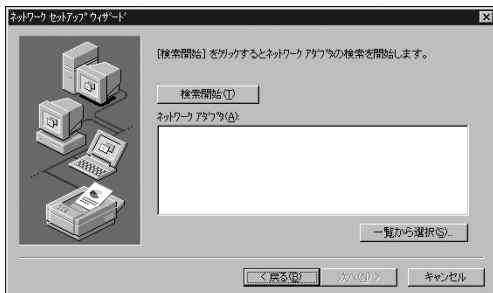 ネットワーク セットアップ ウィザード
[検索開始] をクリックするとネットワーク アダプタの検索を開始します。
検索開始(T)
ネットワーク アダプタ(A):
一覧から選択(S)...
< 戻る(B)
次へ(N) >
キャンセル